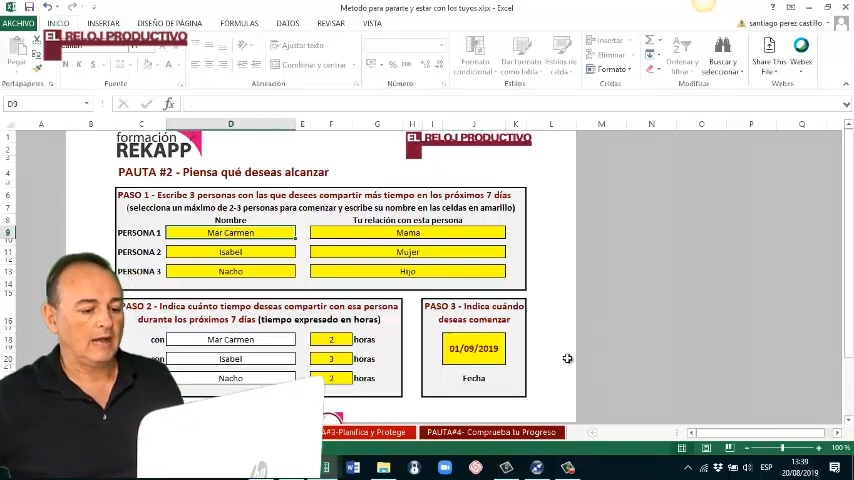 Metodo para pararte y estar con los tuyos.xlsx - Excel
ARCHIVO INICIO INSERTAR DISEÑO DE PÁGINA FÓRMULAS DATOS REVISAR VISTA
santiago perez castillo
EL RELOJ PRODUCTIVO
Pegar
N
Ajustar texto
Combinar y centrar
Formato condicional
Dar formato como tabla
Estilos de celda
Insertar
Eliminar
Formato
Ordenar y filtrar
Buscar y seleccionar
Share This File
Webex
Portapapeles Fuente Alineación Número Estilos Celdas Modificar Webex
D9
fx
A B C D E F G H I J K L M N O P Q
formación
REKAPP
EL RELOJ PRODUCTIVO
PAUTA #2 - Piensa qué deseas alcanzar
PASO 1 - Escribe 3 personas con las que desees compartir más tiempo en los próximos 7 días
(selecciona un máximo de 2-3 personas para comenzar y escribe su nombre en las celdas en amarillo)
Nombre Tu relación con esta persona
PERSONA 1 Mar Carmen Mama
PERSONA 2 Isabel Mujer
PERSONA 3 Nacho Hijo
PASO 2 - Indica cuánto tiempo deseas compartir con esa persona
durante los próximos 7 días (tiempo expresado en horas)
con Mar Carmen 2 horas
con Isabel 3 horas
Nacho 2 horas
PASO 3 - Indica cuándo
deseas comenzar
01/09/2019
Fecha
#3-Planifica y Protege PAUTA#4- Comprueba tu Progreso
100 %
hp
ESP
13:39
20/08/2019